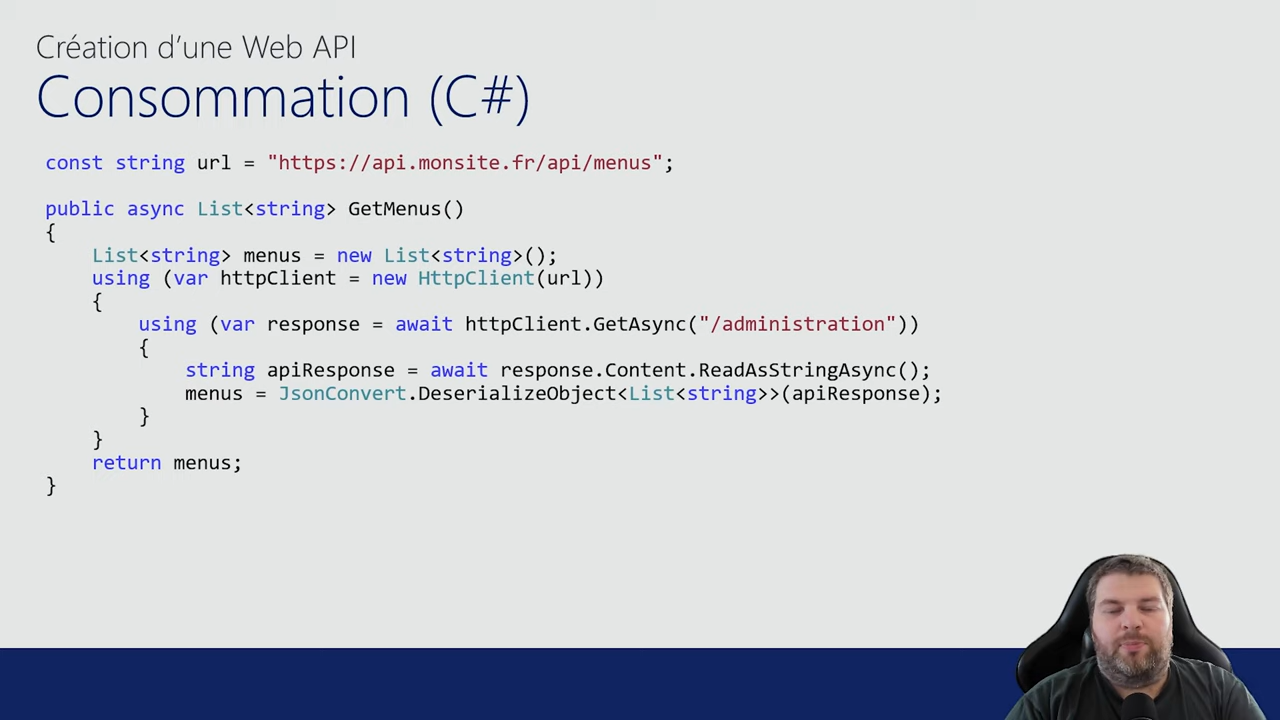 Création d’une Web API
Consommation (C#)
const string url = "https://api.monsite.fr/api/menus";
public async List<string> GetMenus()
{
List<string> menus = new List<string>();
using (var httpClient = new HttpClient(url))
{
using (var response = await httpClient.GetAsync("/administration"))
{
string apiResponse = await response.Content.ReadAsStringAsync();
menus = JsonConvert.DeserializeObject<List<string>>(apiResponse);
}
}
return menus;
}